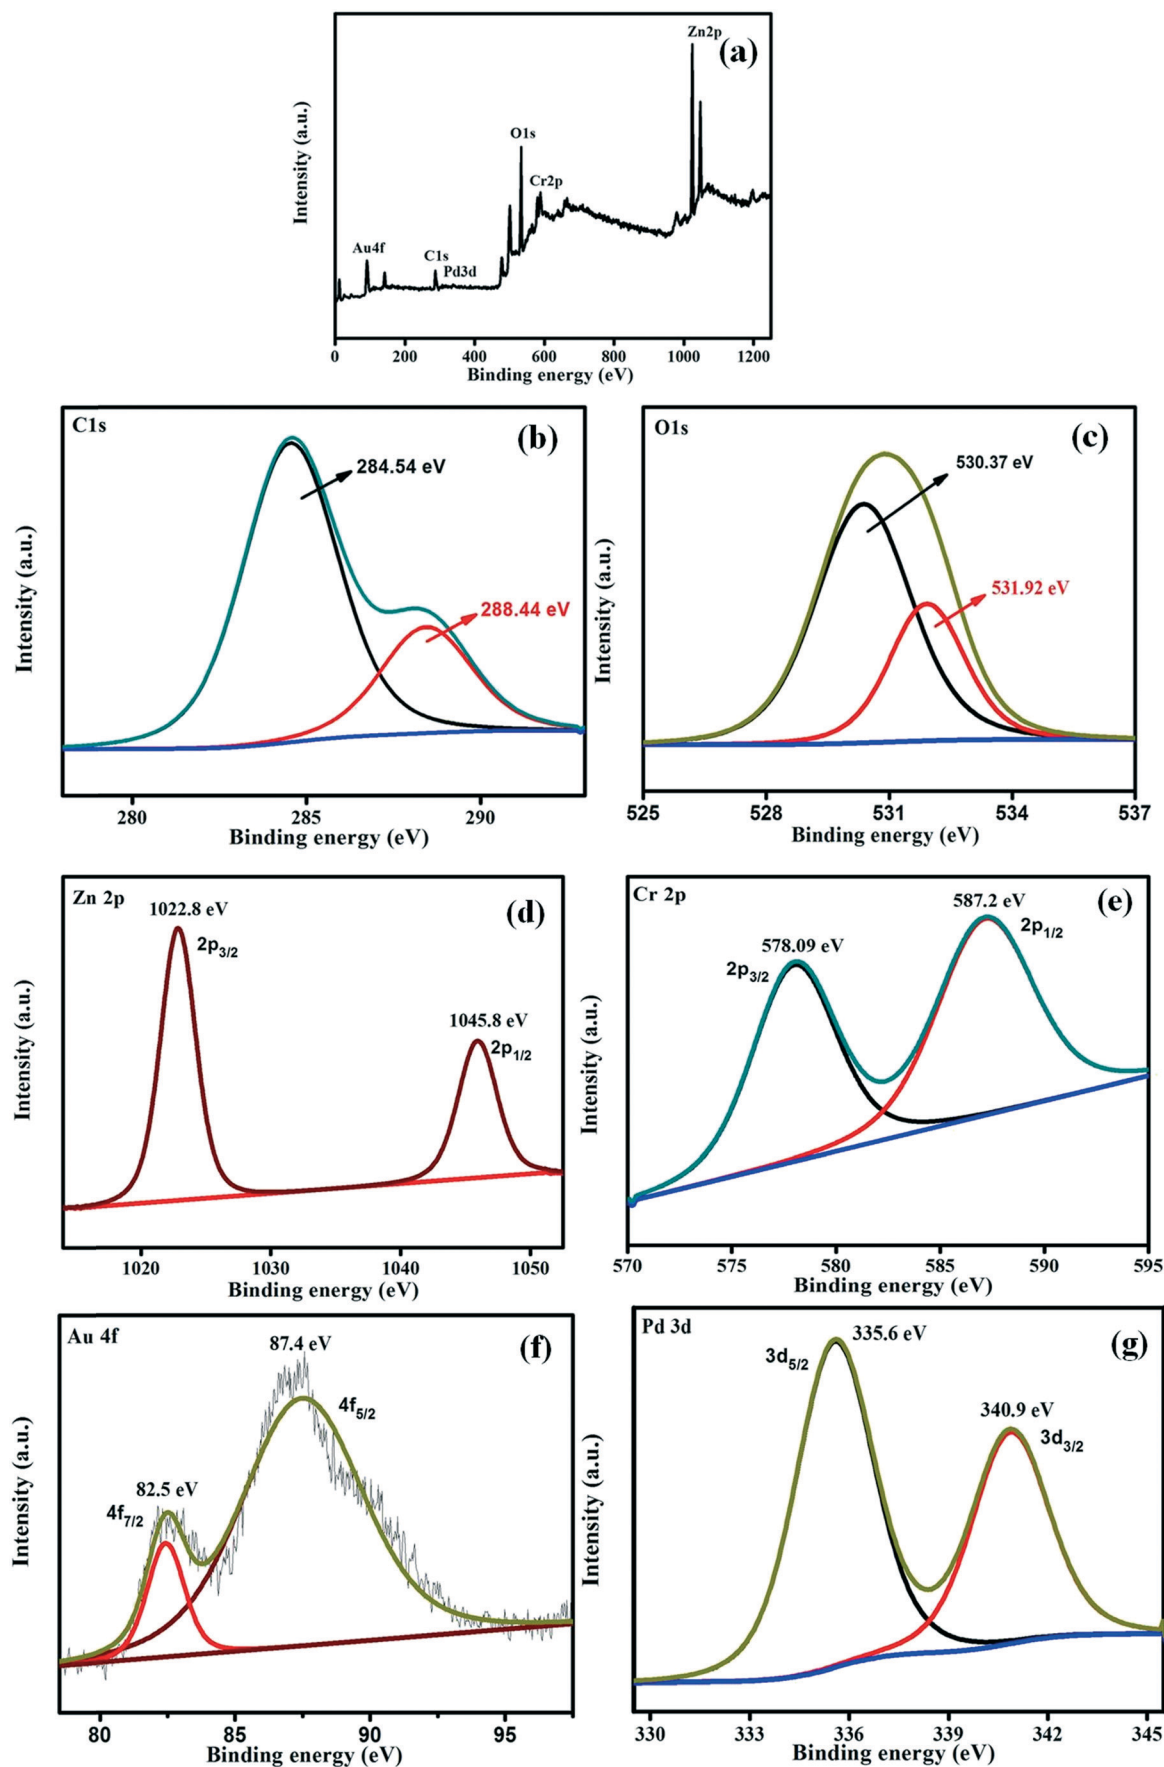 (a)
Zn2p
O1s
Cr2p
Au4f
C1s
Pd3d
Intensity (a.u.)
0 200 400 600 800 1000 1200
Binding energy (eV)
C1s
(b)
284.54 eV
288.44 eV
Intensity (a.u.)
280 285 290
Binding energy (eV)
O1s
(c)
530.37 eV
531.92 eV
Intensity (a.u.)
525 528 531 534 537
Binding energy (eV)
Zn 2p
(d)
1022.8 eV
2p3/2
1045.8 eV
2p1/2
Intensity (a.u.)
1020 1030 1040 1050
Binding energy (eV)
Cr 2p
(e)
587.2 eV
2p1/2
578.09 eV
2p3/2
Intensity (a.u.)
570 575 580 585 590 595
Binding energy (eV)
Au 4f
(f)
87.4 eV
4f5/2
82.5 eV
4f7/2
Intensity (a.u.)
80 85 90 95
Binding energy (eV)
Pd 3d
(g)
335.6 eV
3d5/2
340.9 eV
3d3/2
Intensity (a.u.)
330 333 336 339 342 345
Binding energy (eV)